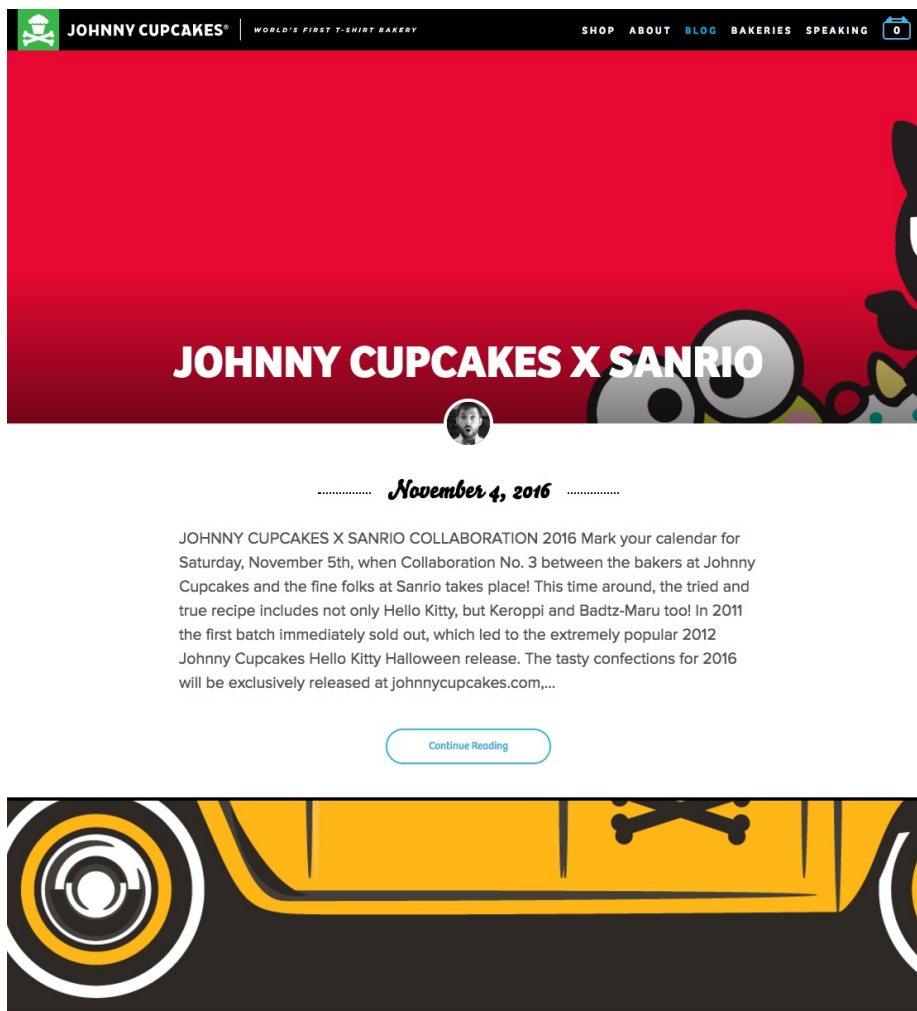 JOHNNY CUPCAKES® WORLD'S FIRST T-SHIRT BAKERY SHOP ABOUT BLOG BAKERIES SPEAKING 0
JOHNNY CUPCAKES X SANRIO
November 4, 2016
JOHNNY CUPCAKES X SANRIO COLLABORATION 2016 Mark your calendar for
Saturday, November 5th, when Collaboration No. 3 between the bakers at Johnny
Cupcakes and the fine folks at Sanrio takes place! This time around, the tried and
true recipe includes not only Hello Kitty, but Keroppi and Badtz-Maru too! In 2011
the first batch immediately sold out, which led to the extremely popular 2012
Johnny Cupcakes Hello Kitty Halloween release. The tasty confections for 2016
will be exclusively released at johnnycupcakes.com,...
Continue Reading